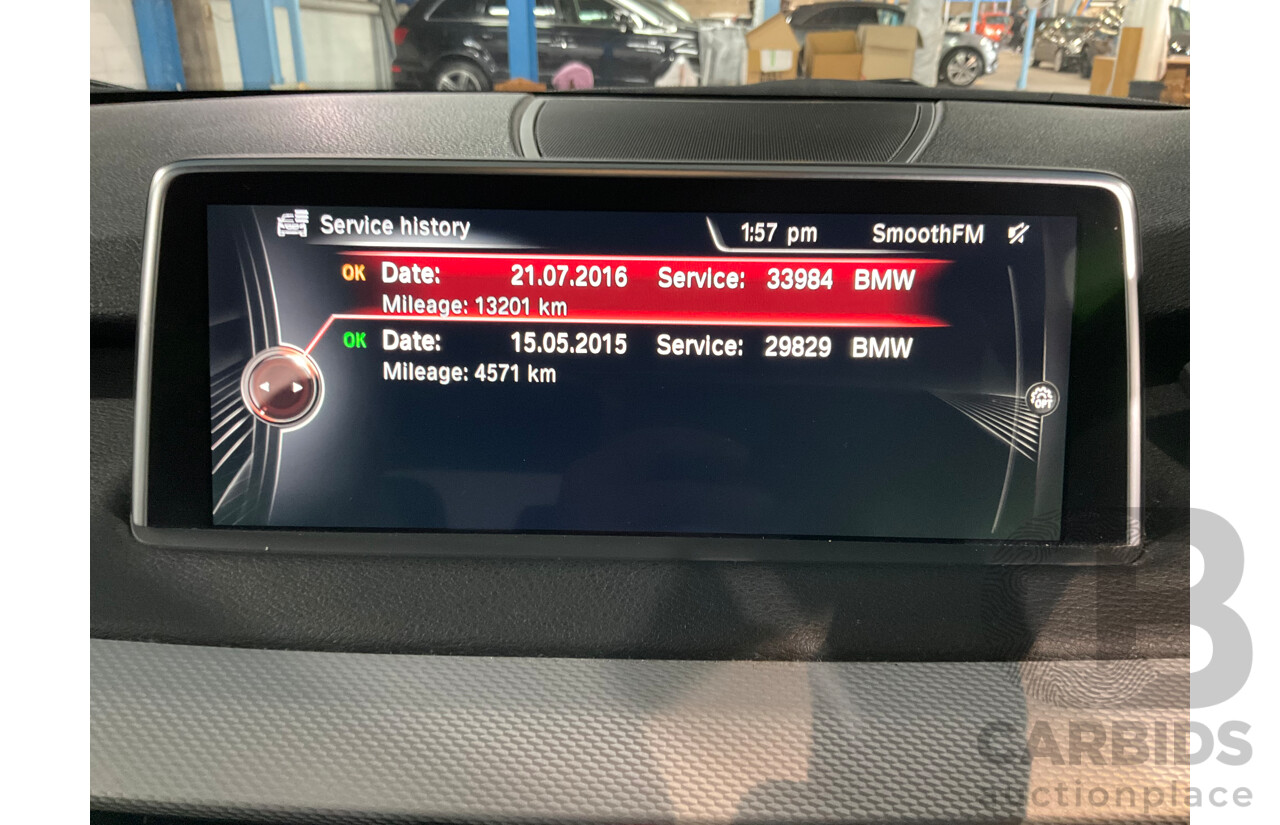 Service history 1:57 pm SmoothFM
OK Date: 21.07.2016 Service: 33984 BMW
Mileage: 13201 km
OK Date: 15.05.2015 Service: 29829 BMW
Mileage: 4571 km
OPT
B
CARBIDS
auctionplace